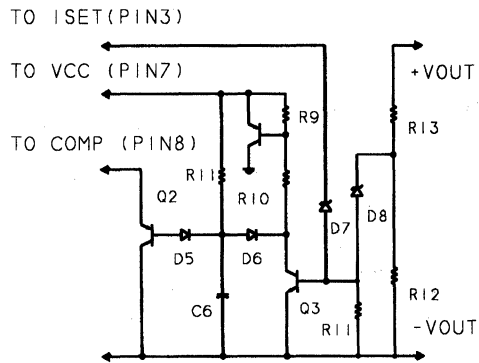 TO ISET(PIN3)
TO VCC (PIN7)
+VOUT
R9
R13
TO COMP (PIN8)
R11
Q2
R10
D7
D8
D5
D6
C6
Q3
R12
R11
-VOUT